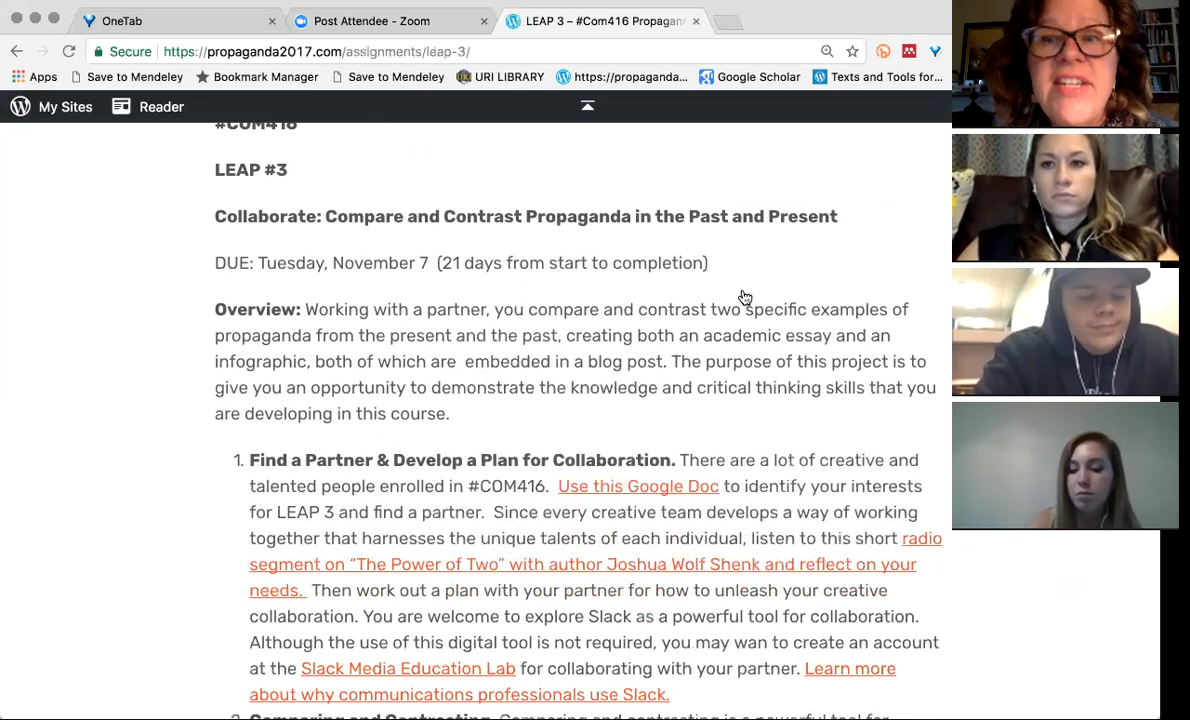 OneTab
Post Attendee - Zoom
LEAP 3 – #Com416 Propagan
Secure
https://propaganda2017.com/assignments/leap-3/
Apps
Save to Mendeley
Bookmark Manager
Save to Mendeley
URI LIBRARY
https://propaganda...
Google Scholar
Texts and Tools for...
My Sites
Reader
#COM416
LEAP #3
Collaborate: Compare and Contrast Propaganda in the Past and Present
DUE: Tuesday, November 7 (21 days from start to completion)
Overview: Working with a partner, you compare and contrast two specific examples of
propaganda from the present and the past, creating both an academic essay and an
infographic, both of which are embedded in a blog post. The purpose of this project is to
give you an opportunity to demonstrate the knowledge and critical thinking skills that you
are developing in this course.
1. Find a Partner & Develop a Plan for Collaboration. There are a lot of creative and
talented people enrolled in #COM416. Use this Google Doc to identify your interests
for LEAP 3 and find a partner. Since every creative team develops a way of working
together that harnesses the unique talents of each individual, listen to this short radio
segment on “The Power of Two” with author Joshua Wolf Shenk and reflect on your
needs. Then work out a plan with your partner for how to unleash your creative
collaboration. You are welcome to explore Slack as a powerful tool for collaboration.
Although the use of this digital tool is not required, you may wan to create an account
at the Slack Media Education Lab for collaborating with your partner. Learn more
about why communications professionals use Slack.
2. Comparing and Contrasting. Comparing and contrasting is a powerful tool for